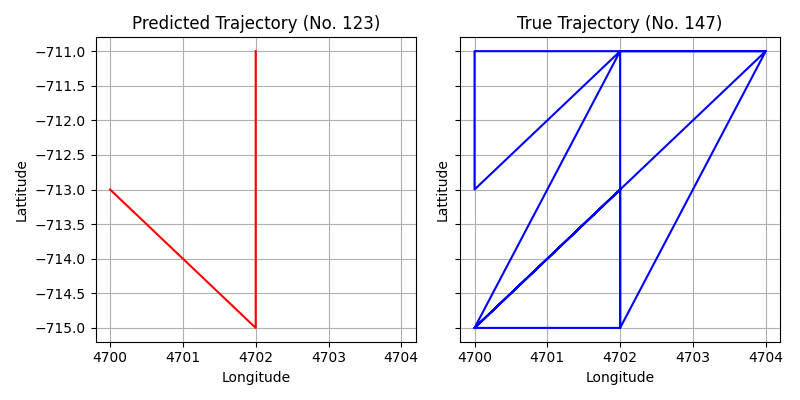 Predicted Trajectory (No. 123)
True Trajectory (No. 147)
−711.0
−711.5
−712.0
−712.5
−713.0
−713.5
−714.0
−714.5
−715.0
Lattitude
Lattitude
4700 4701 4702 4703 4704
4700 4701 4702 4703 4704
Longitude
Longitude